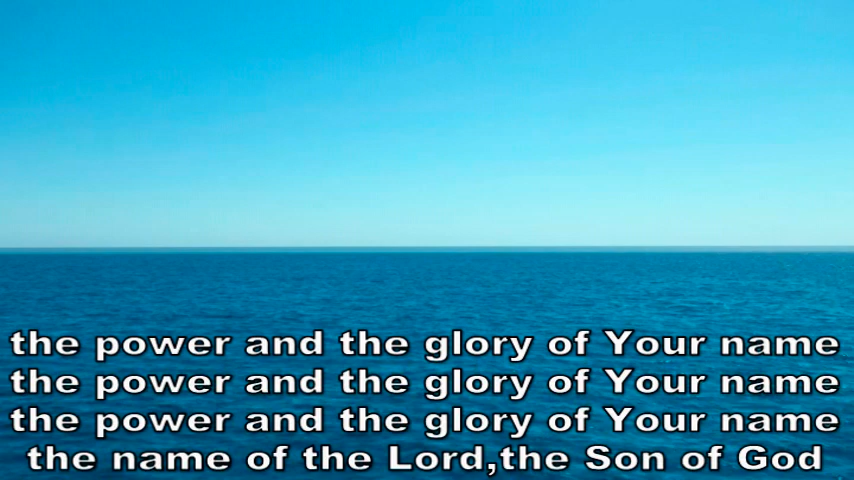 the power and the glory of Your name
the power and the glory of Your name
the power and the glory of Your name
the name of the Lord,the Son of God